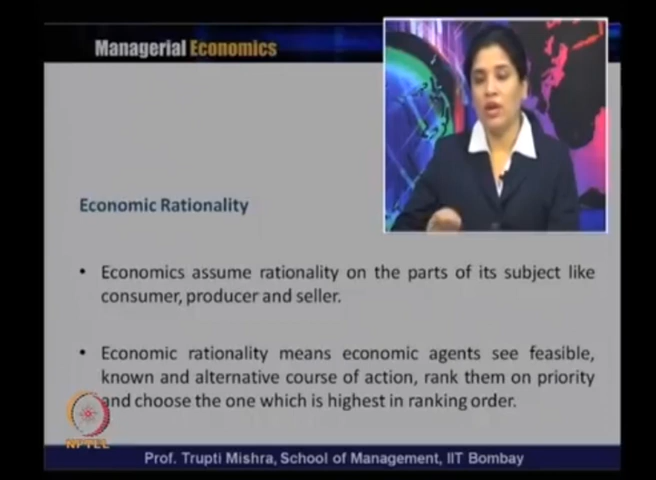 Managerial Economics
Economic Rationality
• Economics assume rationality on the parts of its subject like
consumer, producer and seller.
• Economic rationality means economic agents see feasible,
known and alternative course of action, rank them on priority
and choose the one which is highest in ranking order.
NPTEL
Prof. Trupti Mishra, School of Management, IIT Bombay